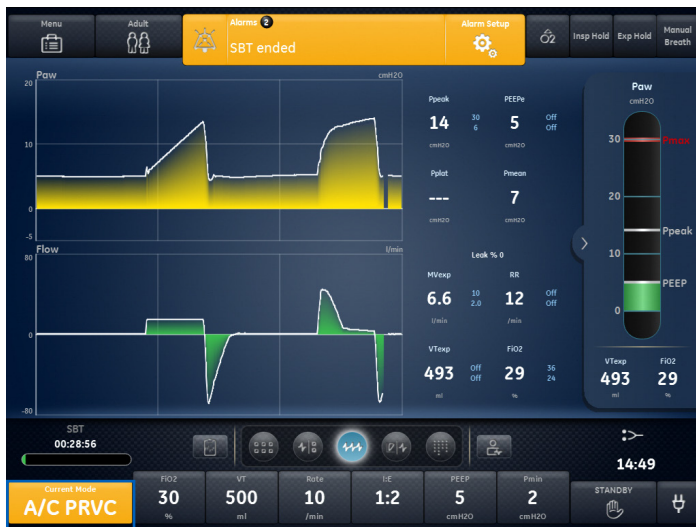 Menu
Adult
Alarms 2
SBT ended
Alarm Setup
O2
Insp Hold
Exp Hold
Manual
Breath
Paw
cmH2O
20
10
0
-5
Flow
l/min
80
0
-80
Ppeak
14
30
6
cmH2O
PEEPe
5
Off
Off
cmH2O
Pplat
---
cmH2O
Pmean
7
cmH2O
Leak % 0
MVexp
6.6
10
2.0
l/min
RR
12
Off
Off
/min
VTexp
493
Off
Off
ml
FiO2
29
36
24
%
Paw
cmH2O
30
Pmax
20
Ppeak
10
PEEP
0
VTexp
493
ml
FiO2
29
%
SBT
00:28:56
14:49
Current Mode
A/C PRVC
FiO2
30
%
VT
500
ml
Rate
10
/min
I:E
1:2
PEEP
5
cmH2O
Pmin
2
cmH2O
STANDBY